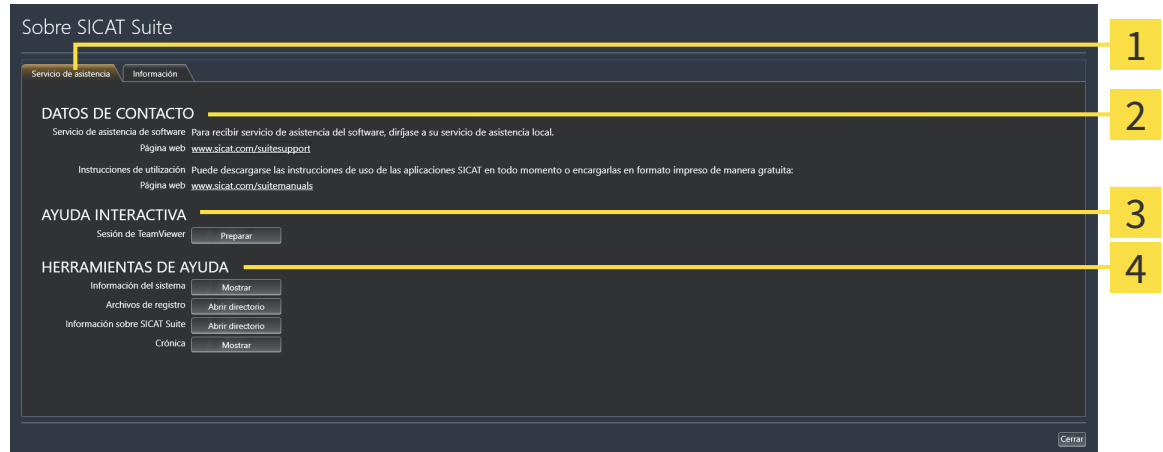 Sobre SICAT Suite
1
Servicio de asistencia Información
DATOS DE CONTACTO
2
Servicio de asistencia de software Para recibir servicio de asistencia del software, diríjase a su servicio de asistencia local.
Página web www.sicat.com/suitesupport
Instrucciones de utilización Puede descargarse las instrucciones de uso de las aplicaciones SICAT en todo momento o encargarlas en formato impreso de manera gratuita:
Página web www.sicat.com/suitemanuals
AYUDA INTERACTIVA
3
Sesión de TeamViewer Preparar
HERRAMIENTAS DE AYUDA
4
Información del sistema Mostrar
Archivos de registro Abrir directorio
Información sobre SICAT Suite Abrir directorio
Crónica Mostrar
Cerrar